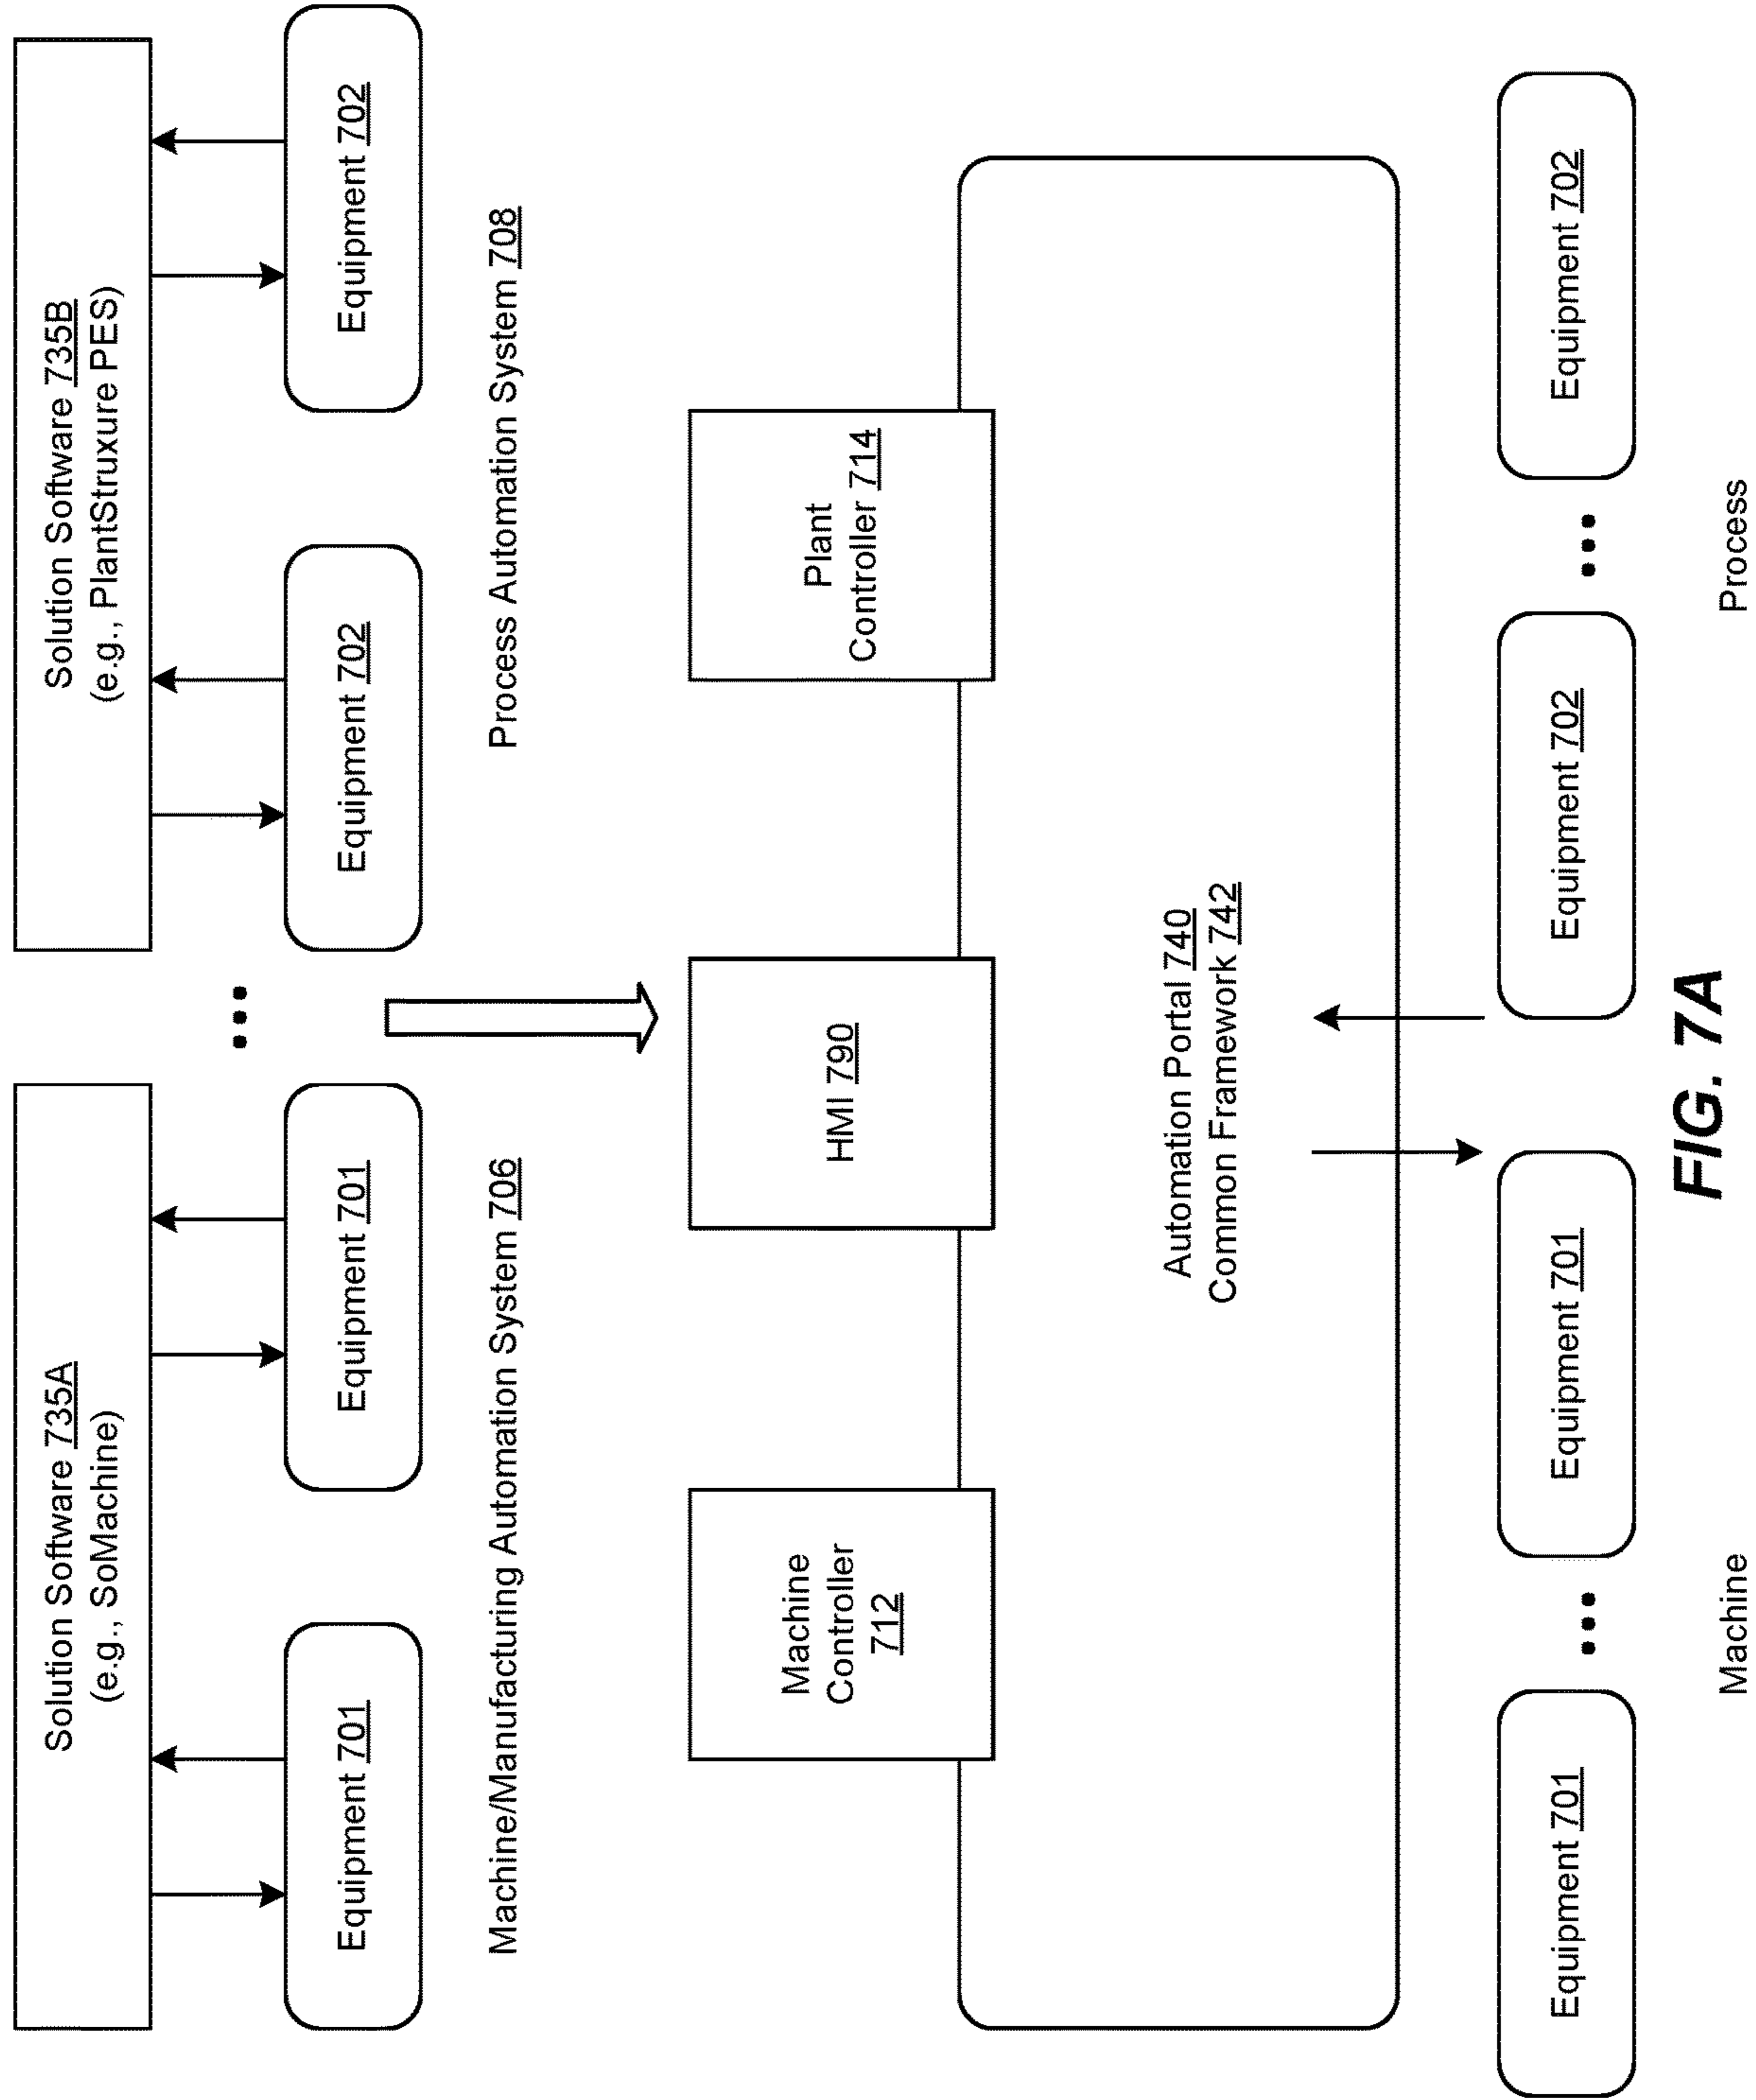 Solution Software 735A
(e.g., SoMachine)
Solution Software 735B
(e.g., PlantStruxure PES)
Equipment 701
Equipment 701
Equipment 702
Equipment 702
Machine/Manufacturing Automation System 706
Process Automation System 708
Machine
Controller
712
HMI 790
Plant
Controller 714
Automation Portal 740
Common Framework 742
Equipment 701
Equipment 701
Equipment 702
Equipment 702
Machine
Process
FIG. 7A